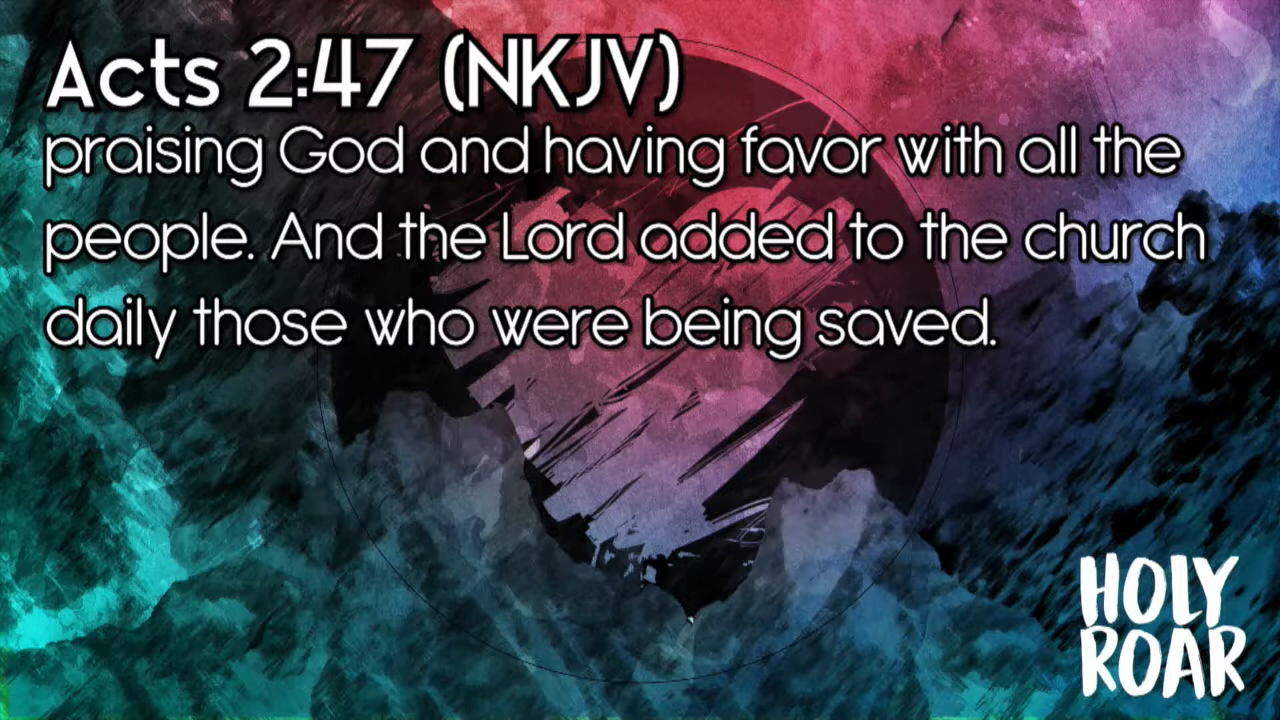 Acts 2:47 (NKJV)
praising God and having favor with all the
people. And the Lord added to the church
daily those who were being saved.
HOLY
ROAR